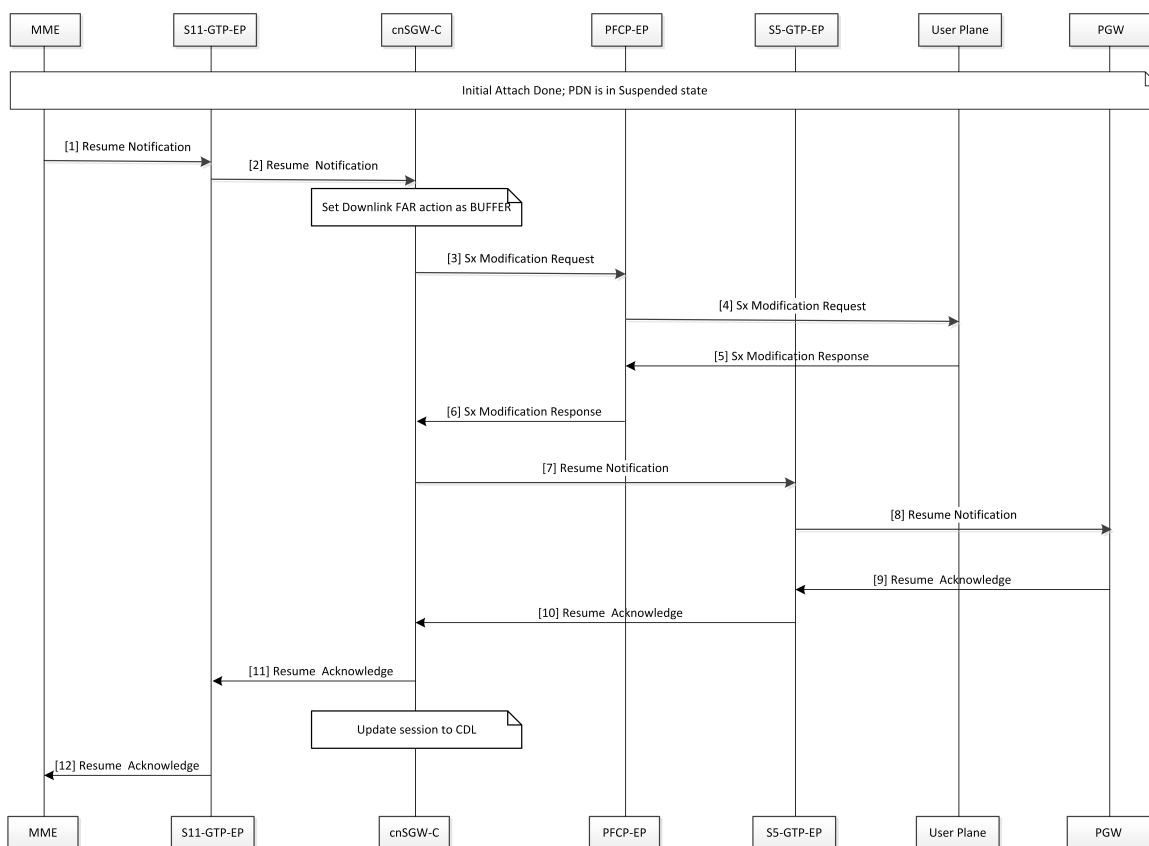 MME
S11-GTP-EP
cnSGW-C
PFCP-EP
S5-GTP-EP
User Plane
PGW
Initial Attach Done; PDN is in Suspended state
[1] Resume Notification
[2] Resume  Notification
Set Downlink FAR action as BUFFER
[3] Sx Modification Request
[4] Sx Modification Request
[5] Sx Modification Response
[6] Sx Modification Response
[7] Resume Notification
[8] Resume Notification
[9] Resume  Acknowledge
[10] Resume  Acknowledge
[11] Resume  Acknowledge
Update session to CDL
[12] Resume  Acknowledge
MME
S11-GTP-EP
cnSGW-C
PFCP-EP
S5-GTP-EP
User Plane
PGW